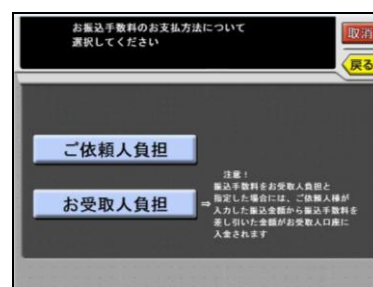 お振込手数料のお支払方法について
選択してください
取消
戻る
ご依頼人負担
お受取人負担
⇒
注意！
振込手数料をお受取人負担と
指定した場合には、ご依頼人様が
入力した振込金額から振込手数料を
差し引いた金額がお受取人口座に
入金されます